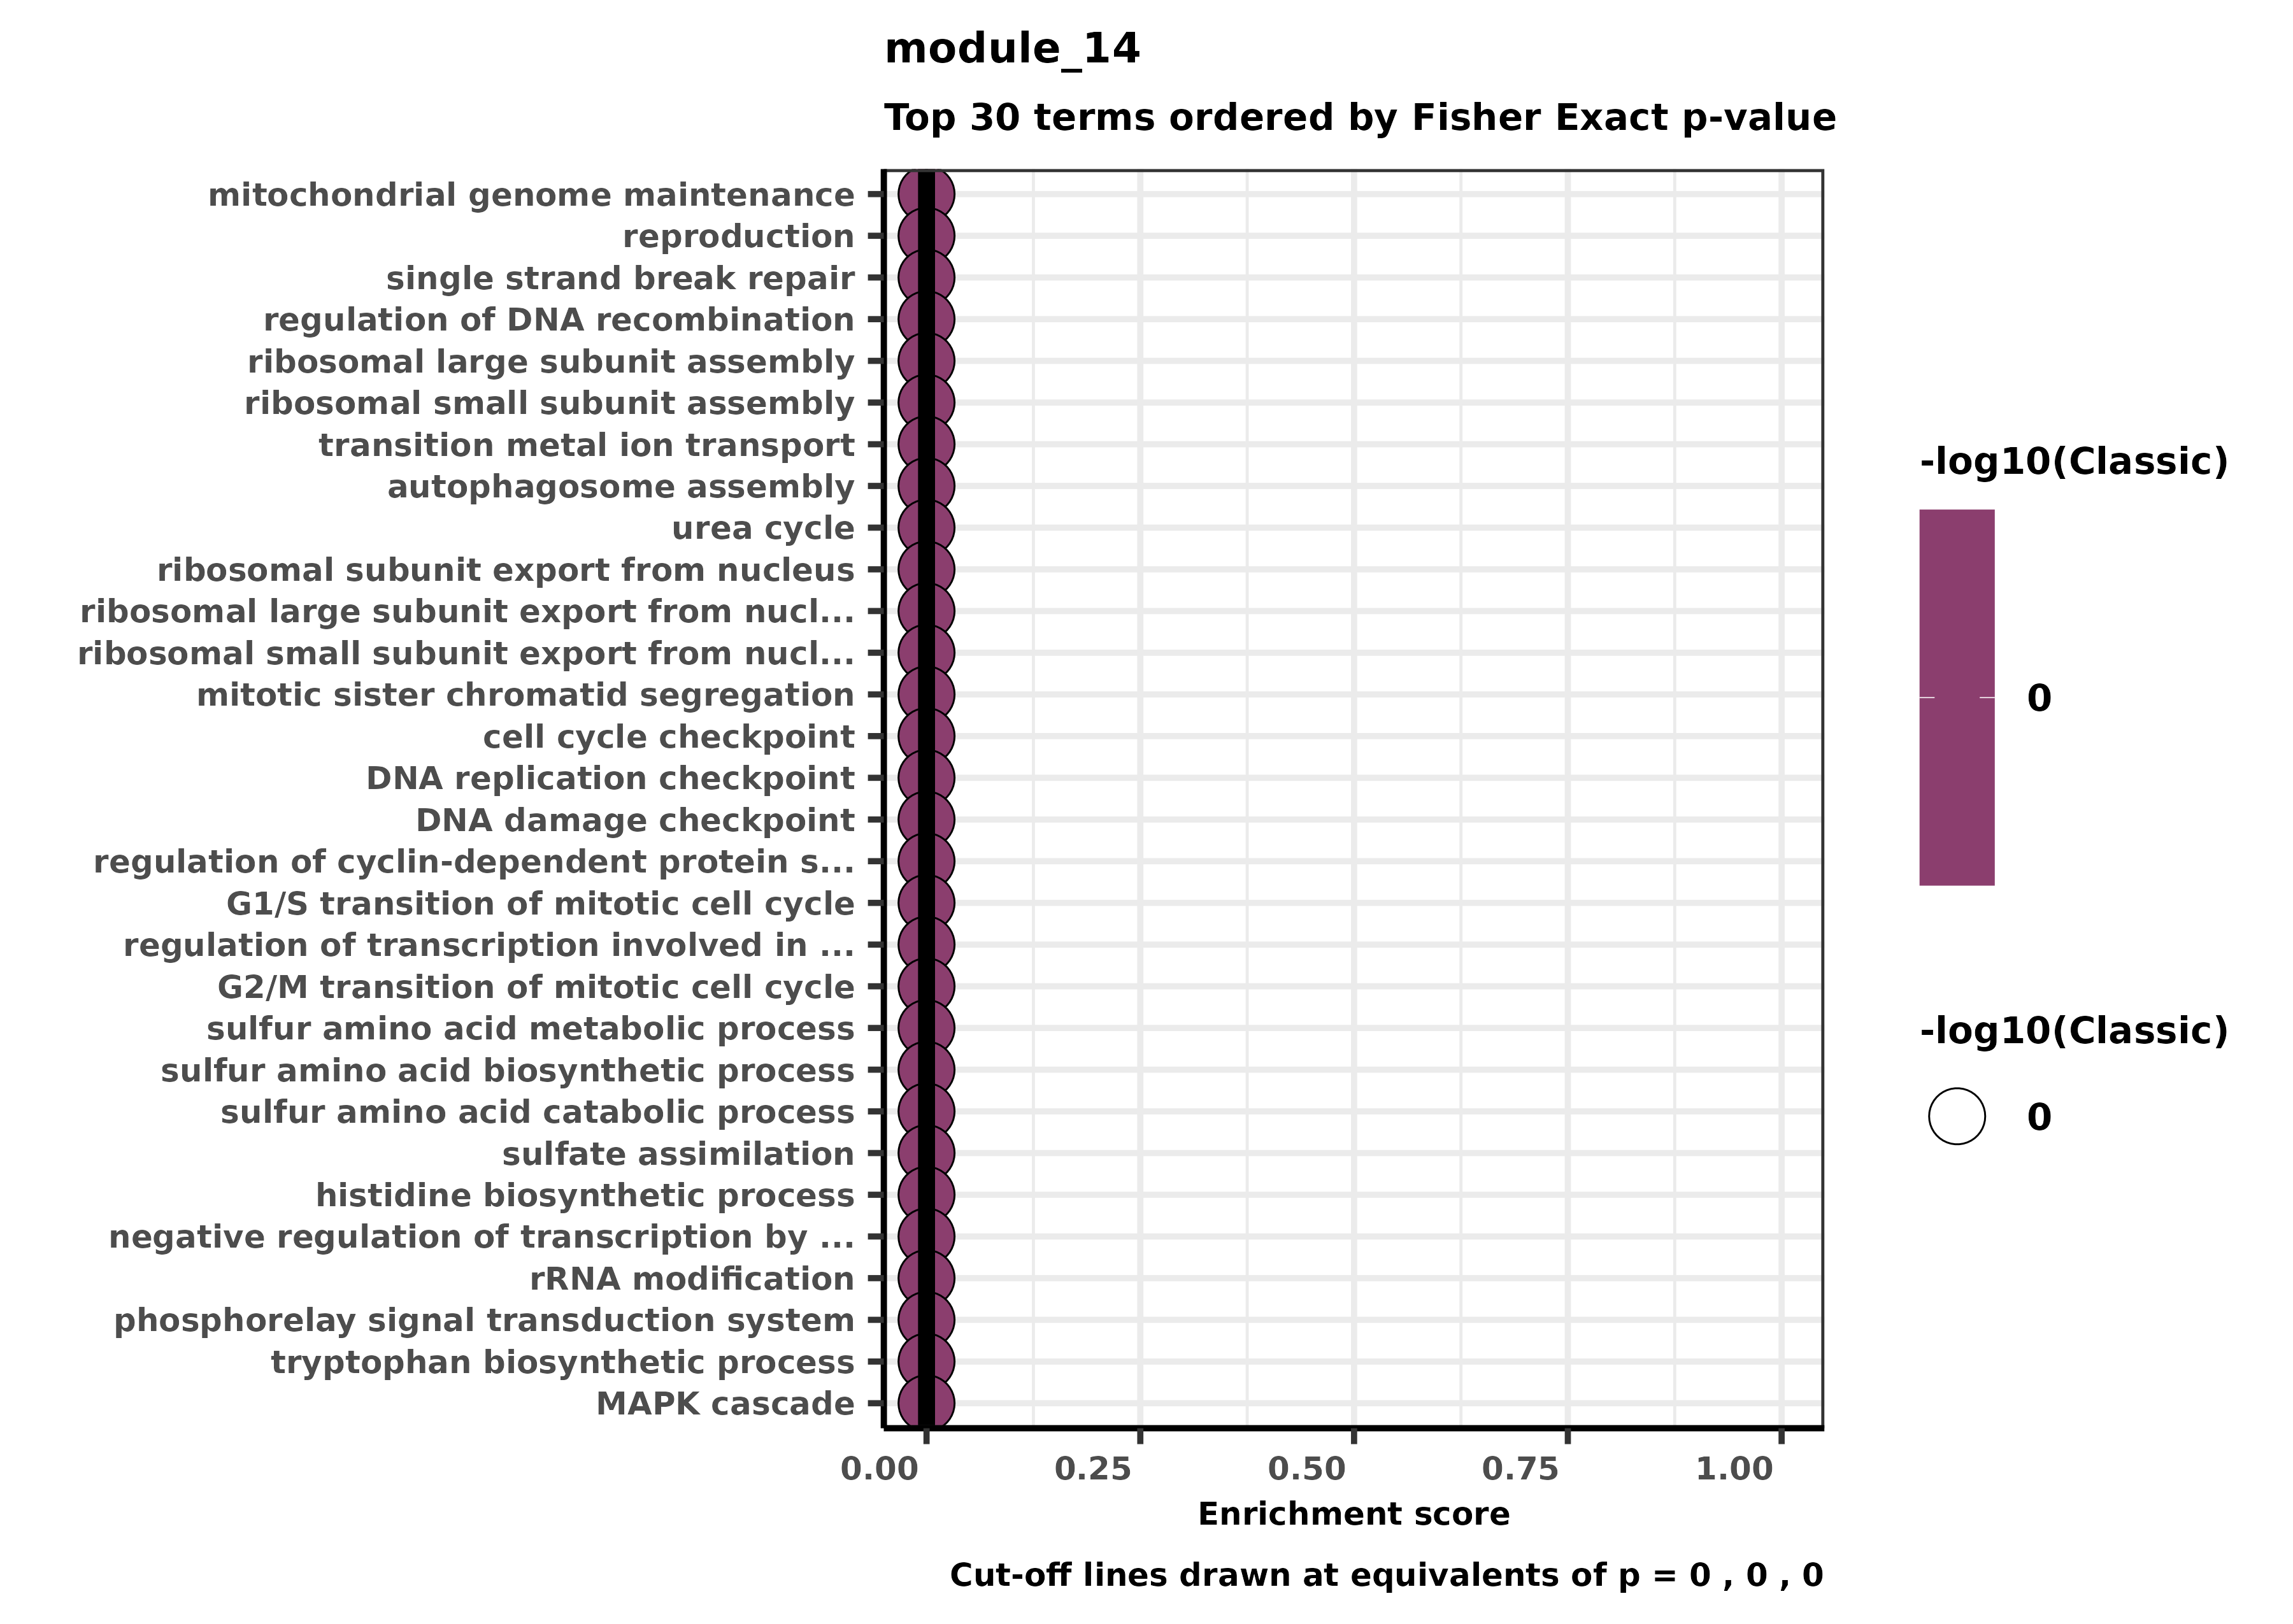 module_14
Top 30 terms ordered by Fisher Exact p-value
mitochondrial genome maintenance
reproduction
single strand break repair
regulation of DNA recombination
ribosomal large subunit assembly
ribosomal small subunit assembly
transition metal ion transport
autophagosome assembly
urea cycle
ribosomal subunit export from nucleus
ribosomal large subunit export from nucl...
ribosomal small subunit export from nucl...
mitotic sister chromatid segregation
cell cycle checkpoint
DNA replication checkpoint
DNA damage checkpoint
regulation of cyclin-dependent protein s...
G1/S transition of mitotic cell cycle
regulation of transcription involved in ...
G2/M transition of mitotic cell cycle
sulfur amino acid metabolic process
sulfur amino acid biosynthetic process
sulfur amino acid catabolic process
sulfate assimilation
histidine biosynthetic process
negative regulation of transcription by ...
rRNA modification
phosphorelay signal transduction system
tryptophan biosynthetic process
MAPK cascade
0.00 0.25 0.50 0.75 1.00
Enrichment score
Cut-off lines drawn at equivalents of p = 0 , 0 , 0
-log10(Classic)
0
-log10(Classic)
0